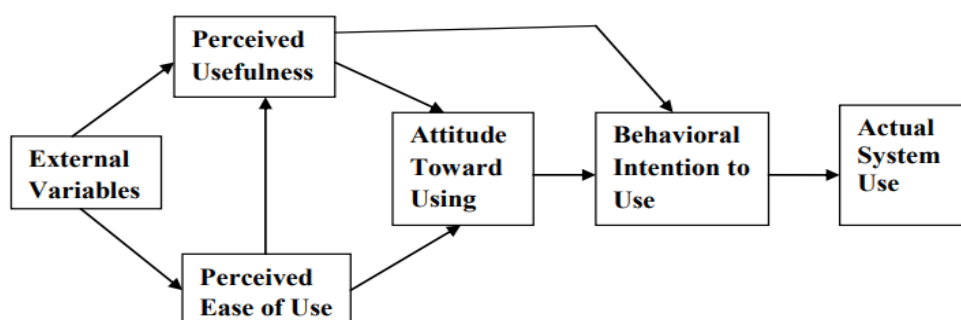 Perceived
Usefulness
External
Variables
Perceived
Ease of Use
Attitude
Toward
Using
Behavioral
Intention to
Use
Actual
System
Use